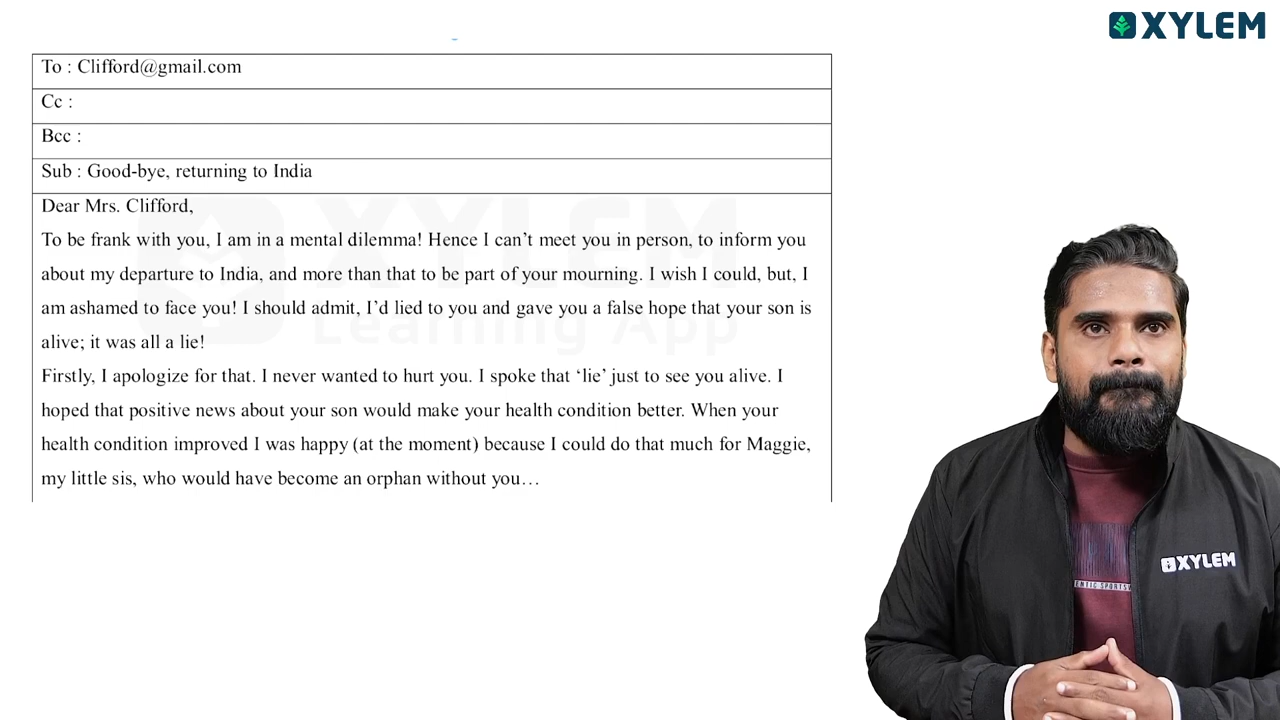 XYLEM
To : Clifford@gmail.com
Cc :
Bcc :
Sub : Good-bye, returning to India
Dear Mrs. Clifford,
To be frank with you, I am in a mental dilemma! Hence I can’t meet you in person, to inform you
about my departure to India, and more than that to be part of your mourning. I wish I could, but, I
am ashamed to face you! I should admit, I’d lied to you and gave you a false hope that your son is
alive; it was all a lie!
Firstly, I apologize for that. I never wanted to hurt you. I spoke that ‘lie’ just to see you alive. I
hoped that positive news about your son would make your health condition better. When your
health condition improved I was happy (at the moment) because I could do that much for Maggie,
my little sis, who would have become an orphan without you…
XYLEM
Learning App
XYLEM